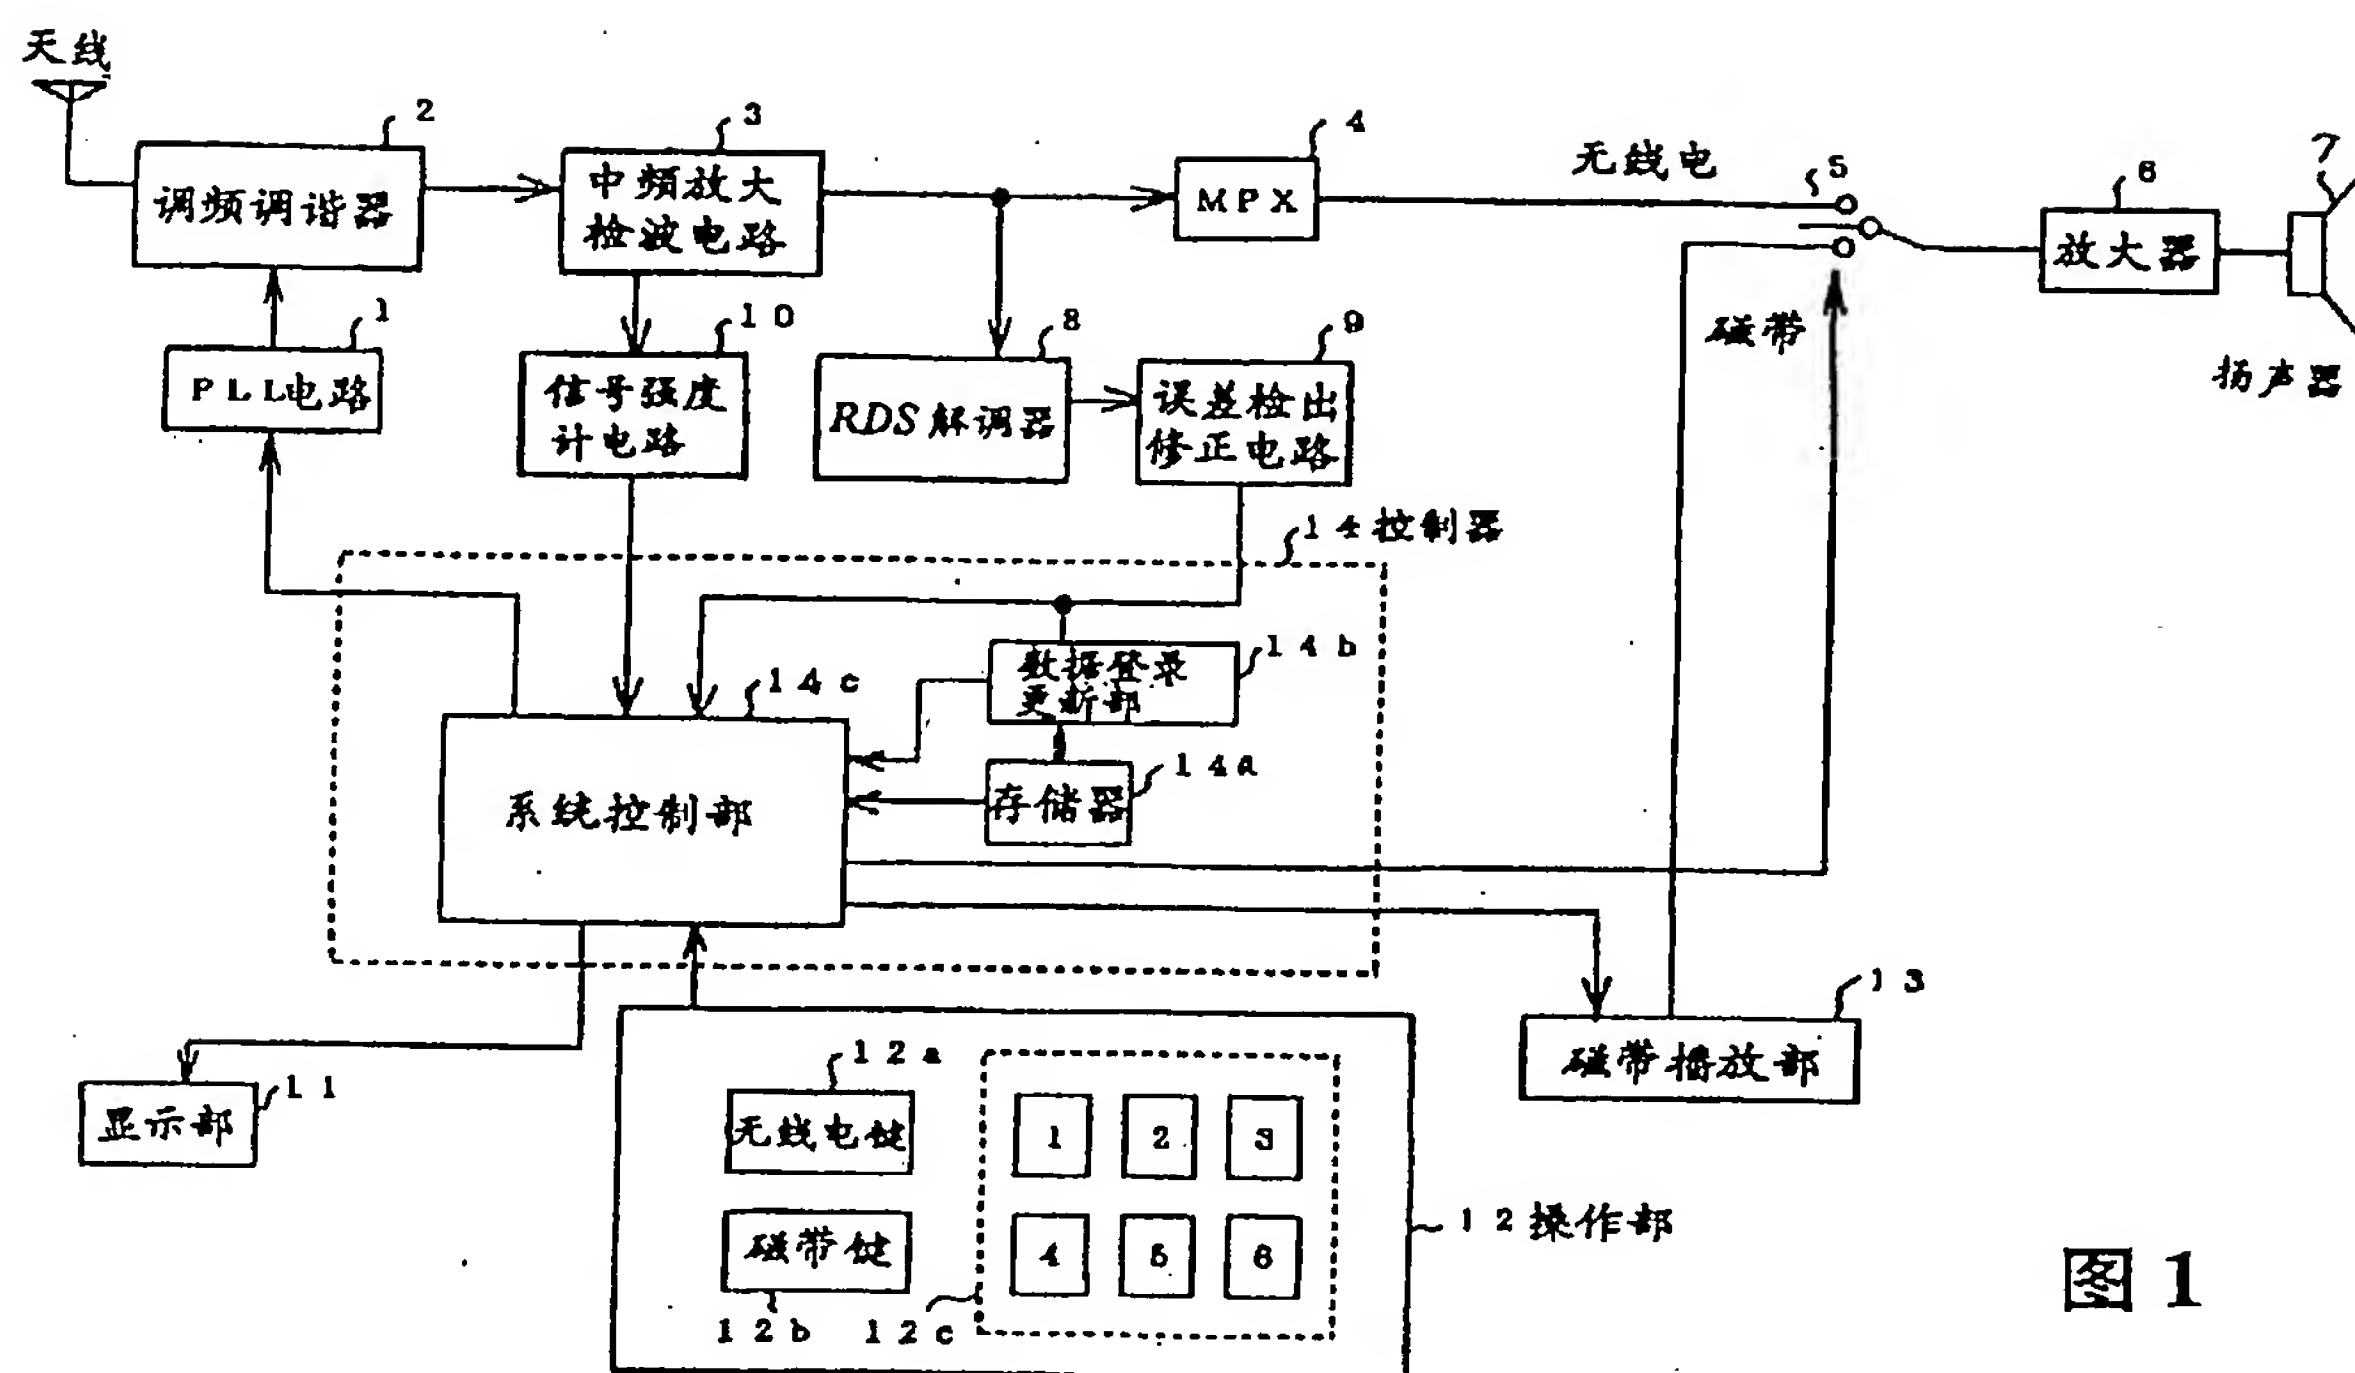 天线
2
3
4
无线电
5
6
7
调频调谐器
中频放大
检波电路
MPX
放大器
扬声器
1
10
8
9
磁带
PLL电路
信号强度
计电路
RDS解调器
误差检出
修正电路
14控制器
14b
数据登录
更新部
14c
14a
系统控制部
存储器
13
磁带播放部
11
显示部
12a
无线电键
1
2
3
磁带键
4
5
6
12操作部
12b
12c
图1